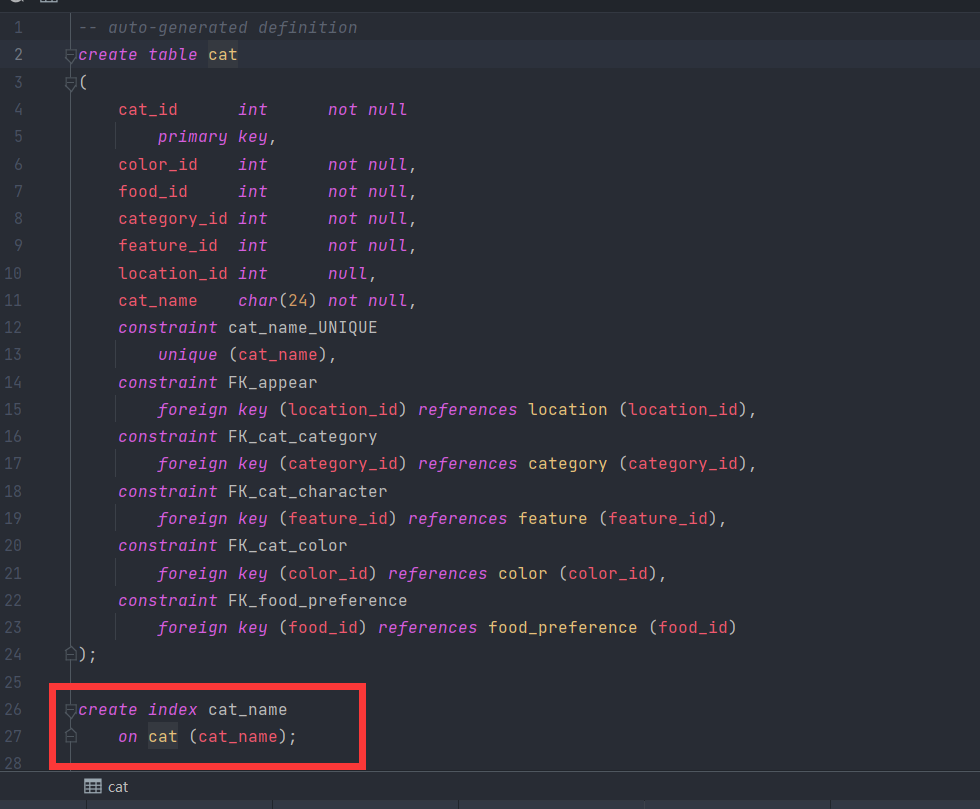 1 -- auto-generated definition
2 create table cat
3 (
4 cat_id int not null
5 primary key,
6 color_id int not null,
7 food_id int not null,
8 category_id int not null,
9 feature_id int not null,
10 location_id int null,
11 cat_name char(24) not null,
12 constraint cat_name_UNIQUE
13 unique (cat_name),
14 constraint FK_appear
15 foreign key (location_id) references location (location_id),
16 constraint FK_cat_category
17 foreign key (category_id) references category (category_id),
18 constraint FK_cat_character
19 foreign key (feature_id) references feature (feature_id),
20 constraint FK_cat_color
21 foreign key (color_id) references color (color_id),
22 constraint FK_food_preference
23 foreign key (food_id) references food_preference (food_id)
24 );
25
26 create index cat_name
27 on cat (cat_name);
28
cat